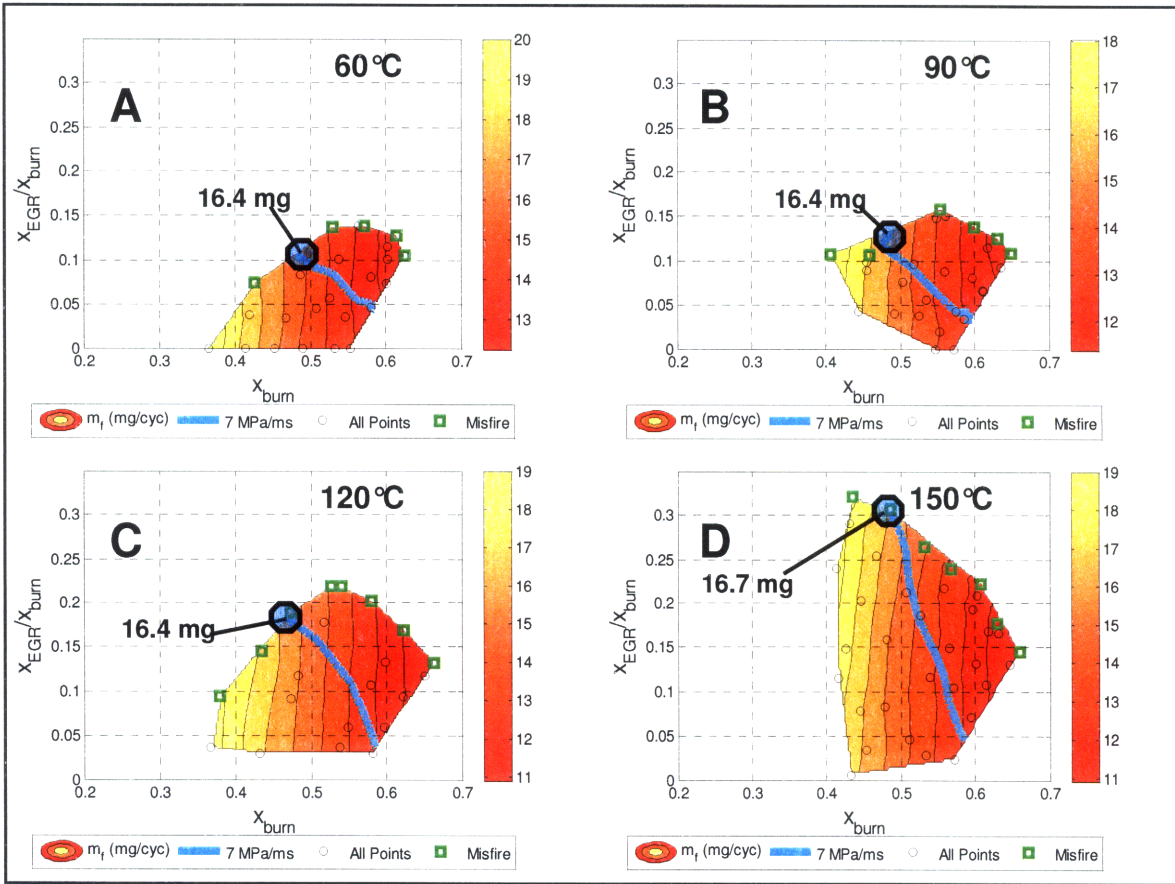 A
60°C
16.4 mg
0.3
0.25
0.2
0.15
0.1
0.05
0
x_EGR/x_burn
0.2 0.3 0.4 0.5 0.6 0.7
x_burn
20
19
18
17
16
15
14
13
m_f (mg/cyc) 7 MPa/ms All Points Misfire
B
90°C
16.4 mg
0.3
0.25
0.2
0.15
0.1
0.05
0
x_EGR/x_burn
0.2 0.3 0.4 0.5 0.6 0.7
x_burn
18
17
16
15
14
13
12
m_f (mg/cyc) 7 MPa/ms All Points Misfire
C
120°C
16.4 mg
0.3
0.25
0.2
0.15
0.1
0.05
0
x_EGR/x_burn
0.2 0.3 0.4 0.5 0.6 0.7
x_burn
19
18
17
16
15
14
13
12
11
m_f (mg/cyc) 7 MPa/ms All Points Misfire
D
150°C
16.7 mg
0.3
0.25
0.2
0.15
0.1
0.05
0
x_EGR/x_burn
0.2 0.3 0.4 0.5 0.6 0.7
x_burn
19
18
17
16
15
14
13
12
11
m_f (mg/cyc) 7 MPa/ms All Points Misfire